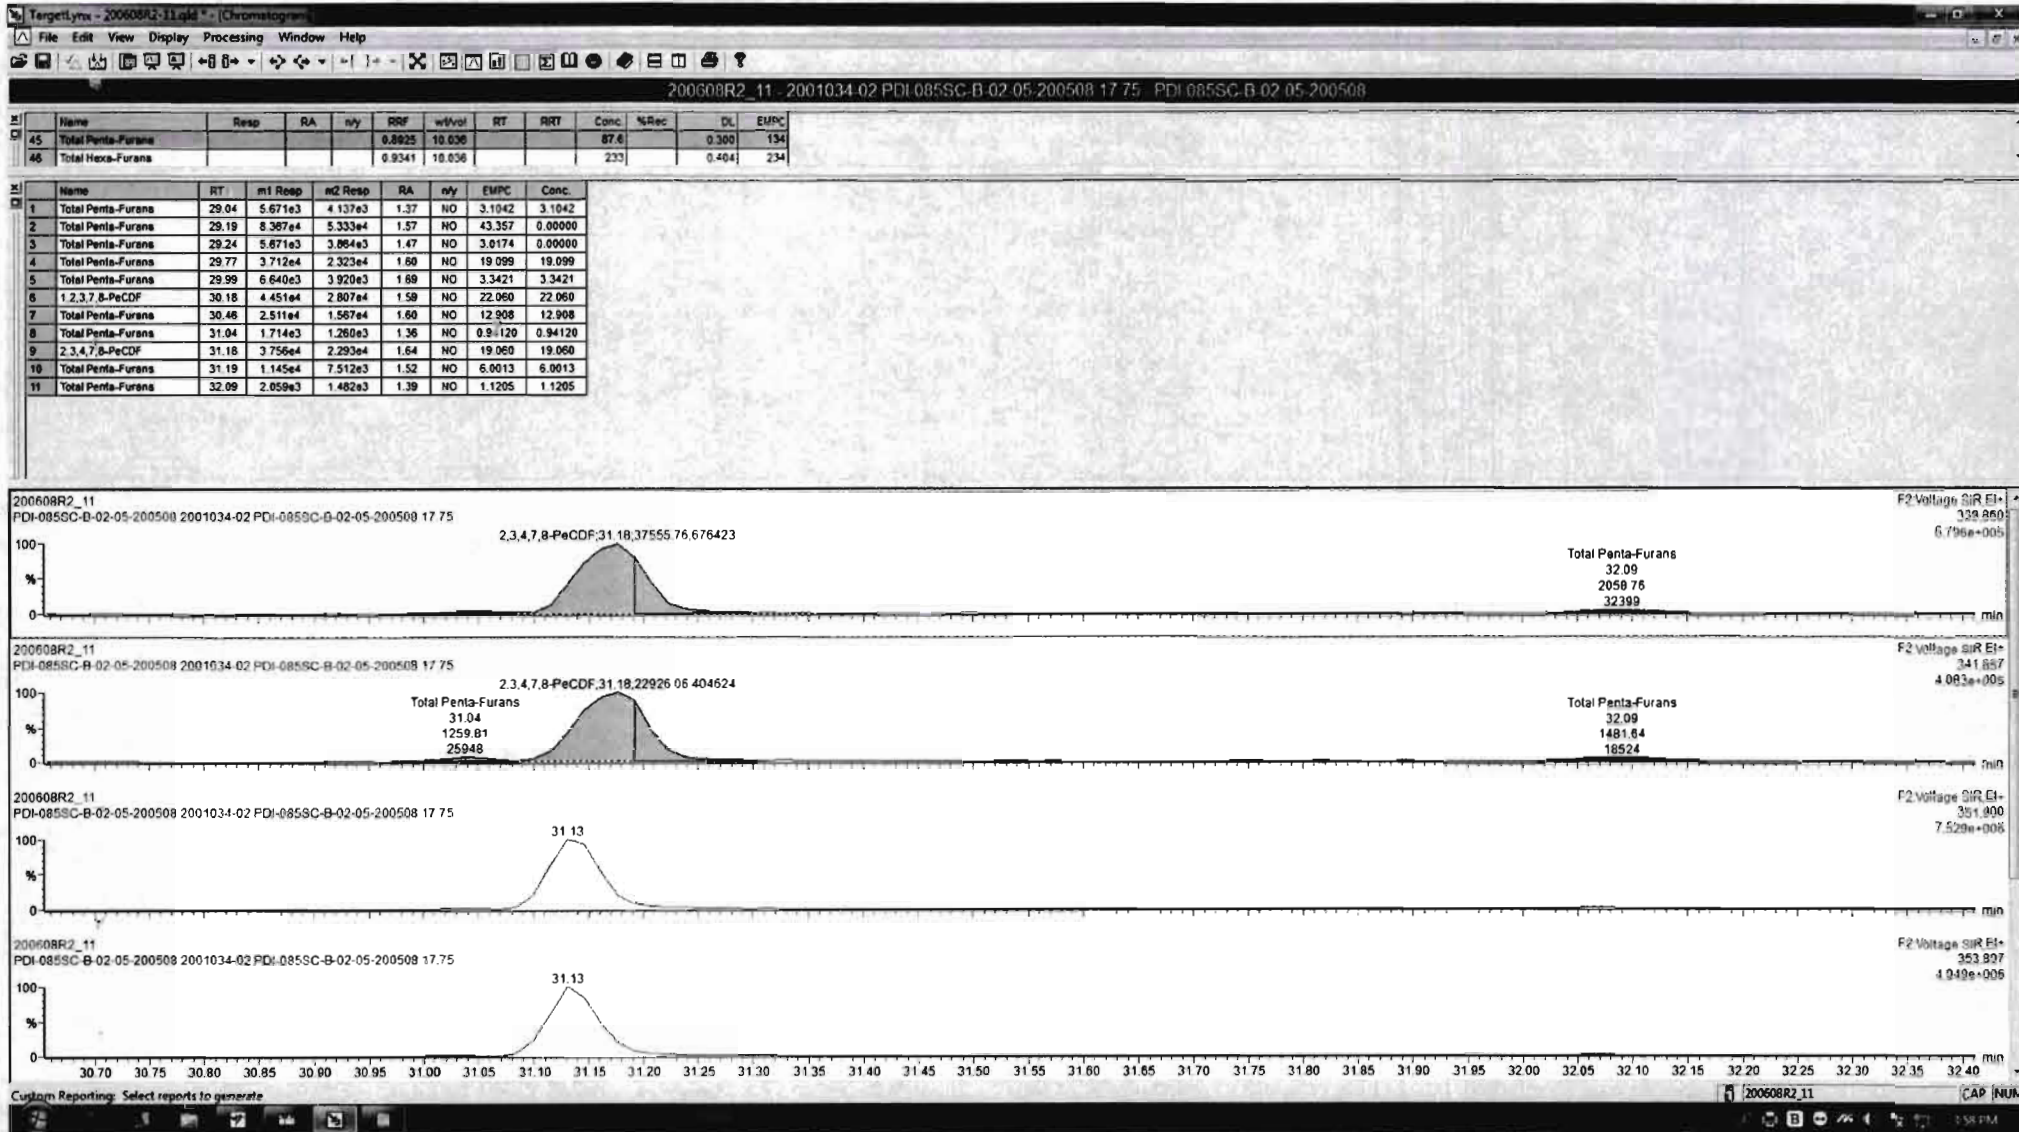 TargetLynx - 200608R2-11.qld * - [Chromatogram]
File Edit View Display Processing Window Help
200608R2_11 - 2001034-02 PDI-085SC-B-02-05-200508 17.75 PDI-085SC-B-02-05-200508
Name Resp RA n/y RRF wt/vol RT RRT Conc. %Rec DL EMPC
45 Total Penta-Furans 0.8925 10.036 87.6 0.300 134
46 Total Hexa-Furans 0.9341 10.036 233 0.404 234
Name RT m1 Resp m2 Resp RA n/y EMPC Conc.
1 Total Penta-Furans 29.04 5.671e3 4.137e3 1.37 NO 3.1042 3.1042
2 Total Penta-Furans 29.19 8.367e4 5.333e4 1.57 NO 43.357 0.00000
3 Total Penta-Furans 29.24 5.671e3 3.864e3 1.47 NO 3.0174 0.00000
4 Total Penta-Furans 29.77 3.712e4 2.323e4 1.60 NO 19.099 19.099
5 Total Penta-Furans 29.99 6.640e3 3.920e3 1.69 NO 3.3421 3.3421
6 1,2,3,7,8-PeCDF 30.18 4.451e4 2.807e4 1.59 NO 22.060 22.060
7 Total Penta-Furans 30.46 2.511e4 1.567e4 1.60 NO 12.908 12.908
8 Total Penta-Furans 31.04 1.714e3 1.260e3 1.36 NO 0.94120 0.94120
9 2,3,4,7,8-PeCDF 31.18 3.756e4 2.293e4 1.64 NO 19.060 19.060
10 Total Penta-Furans 31.19 1.145e4 7.512e3 1.52 NO 6.0013 6.0013
11 Total Penta-Furans 32.09 2.059e3 1.482e3 1.39 NO 1.1205 1.1205
200608R2_11 F2:Voltage SIR,EI+
PDI-085SC-B-02-05-200508 2001034-02 PDI-085SC-B-02-05-200508 17.75 339.860
6.796e+005
2,3,4,7,8-PeCDF;31.18;37555.76;676423
Total Penta-Furans
32.09
2058.76
32399
100
%
0
min
200608R2_11 F2:Voltage SIR,EI+
PDI-085SC-B-02-05-200508 2001034-02 PDI-085SC-B-02-05-200508 17.75 341.857
4.083e+005
2,3,4,7,8-PeCDF;31.18;22926.06;404624
Total Penta-Furans
31.04
1259.81
25948
Total Penta-Furans
32.09
1481.64
18524
100
%
0
min
200608R2_11 F2:Voltage SIR,EI+
PDI-085SC-B-02-05-200508 2001034-02 PDI-085SC-B-02-05-200508 17.75 351.900
7.529e+006
31.13
100
%
0
min
200608R2_11 F2:Voltage SIR,EI+
PDI-085SC-B-02-05-200508 2001034-02 PDI-085SC-B-02-05-200508 17.75 353.897
4.949e+006
31.13
100
%
0
min
30.70 30.75 30.80 30.85 30.90 30.95 31.00 31.05 31.10 31.15 31.20 31.25 31.30 31.35 31.40 31.45 31.50 31.55 31.60 31.65 31.70 31.75 31.80 31.85 31.90 31.95 32.00 32.05 32.10 32.15 32.20 32.25 32.30 32.35 32.40
Custom Reporting: Select reports to generate 200608R2_11 CAP NUM
3:58 PM